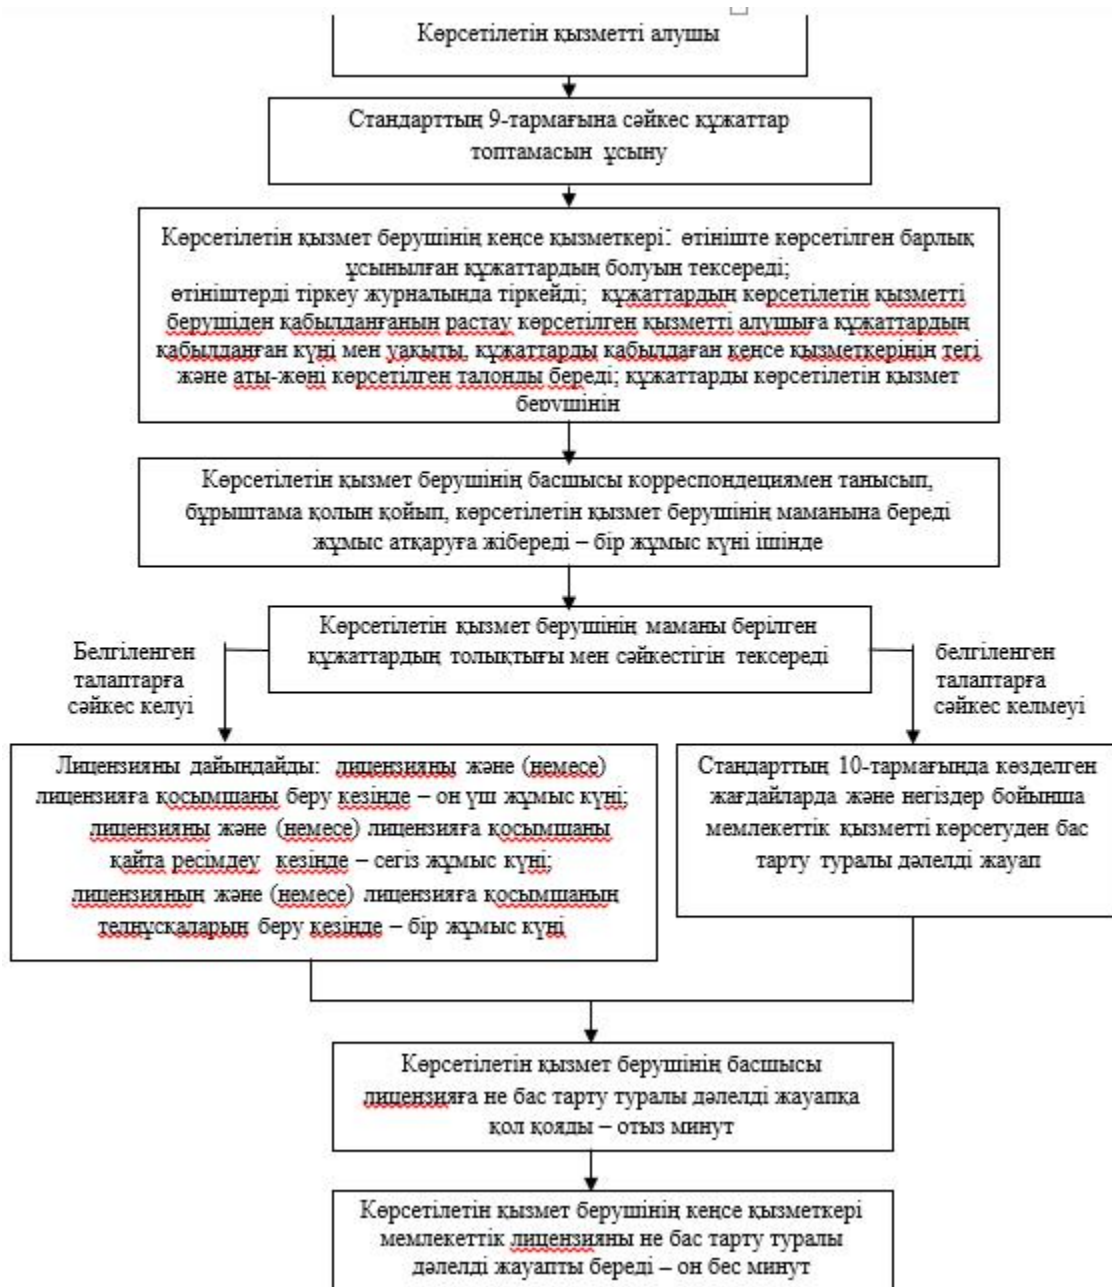 Көрсетілетін қызметті алушы
Стандарттың 9-тармағына сәйкес құжаттар
топтамасын ұсыну
Көрсетілетін қызмет берушінің кеңсе қызметкері: өтініште көрсетілген барлық
ұсынылған құжаттардың болуын тексереді;
өтініштерді тіркеу журналында тіркейді; құжаттардың көрсетілетін қызметті
берушіден қабылданғанын растау көрсетілген қызметті алушыға құжаттардың
қабылданған күні мен уақыты, құжаттарды қабылдаған кеңсе қызметкерінің тегі
және аты-жөні көрсетілген талонды береді; құжаттарды көрсетілетін қызмет
берушінің
Көрсетілетін қызмет берушінің басшысы корреспондециямен танысып,
бұрыштама қолын қойып, көрсетілетін қызмет берушінің маманына береді
жұмыс атқаруға жібереді – бір жұмыс күні ішінде
Көрсетілетін қызмет берушінің маманы берілген
құжаттардың толықтығы мен сәйкестігін тексереді
Белгіленген
талаптарға
сәйкес келуі
белгіленген
талаптарға
сәйкес келмеуі
Лицензияны дайындайды: лицензияны және (немесе)
лицензияға қосымшаны беру кезінде – он үш жұмыс күні;
лицензияны және (немесе) лицензияға қосымшаны
қайта ресімдеу кезінде – сегіз жұмыс күні;
лицензияның және (немесе) лицензияға қосымшаның
телнұсқаларын беру кезінде – бір жұмыс күні
Стандарттың 10-тармағында көзделген
жағдайларда және негіздер бойынша
мемлекеттік қызметті көрсетуден бас
тарту туралы дәлелді жауап
Көрсетілетін қызмет берушінің басшысы
лицензияға не бас тарту туралы дәлелді жауапқа
қол қояды – отыз минут
Көрсетілетін қызмет берушінің кеңсе қызметкері
мемлекеттік лицензияны не бас тарту туралы
дәлелді жауапты береді – он бес минут